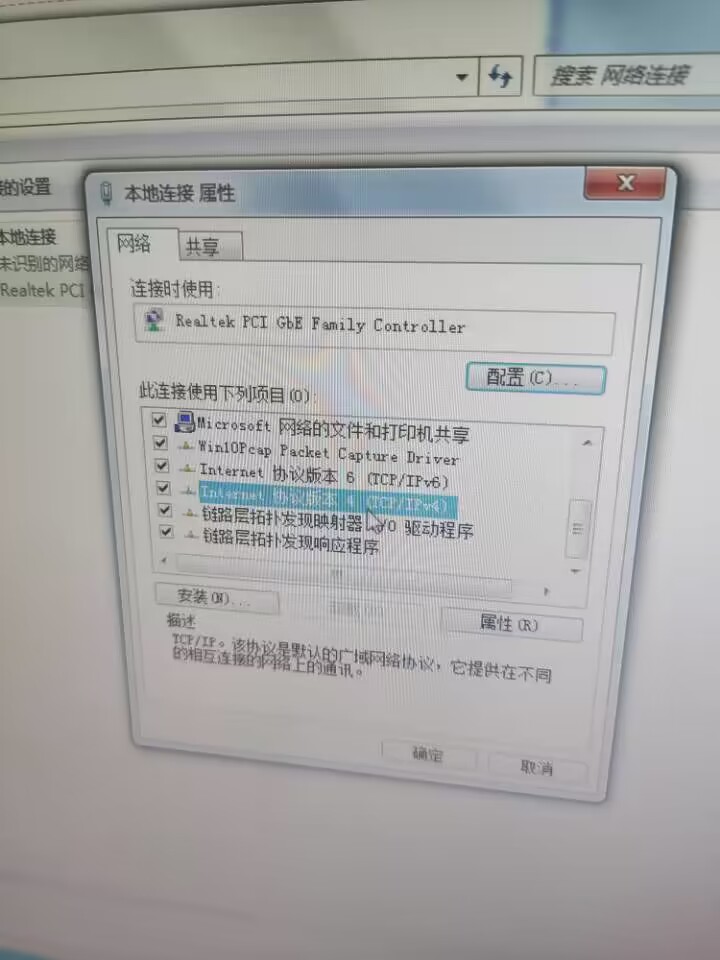 搜索 网络连接
接的设置
本地连接 属性
本地连接
未识别的网络
Realtek PCI
网络
共享
连接时使用:
Realtek PCI GbE Family Controller
配置(C)...
此连接使用下列项目(O):
Microsoft 网络的文件和打印机共享
Win10Pcap Packet Capture Driver
Internet 协议版本 6 (TCP/IPv6)
Internet 协议版本 4 (TCP/IPv4)
链路层拓扑发现映射器 I/O 驱动程序
链路层拓扑发现响应程序
安装(N)...
卸载(U)
属性(R)
描述
TCP/IP。该协议是默认的广域网络协议，它提供在不同
的相互连接的网络上的通讯。
确定
取消